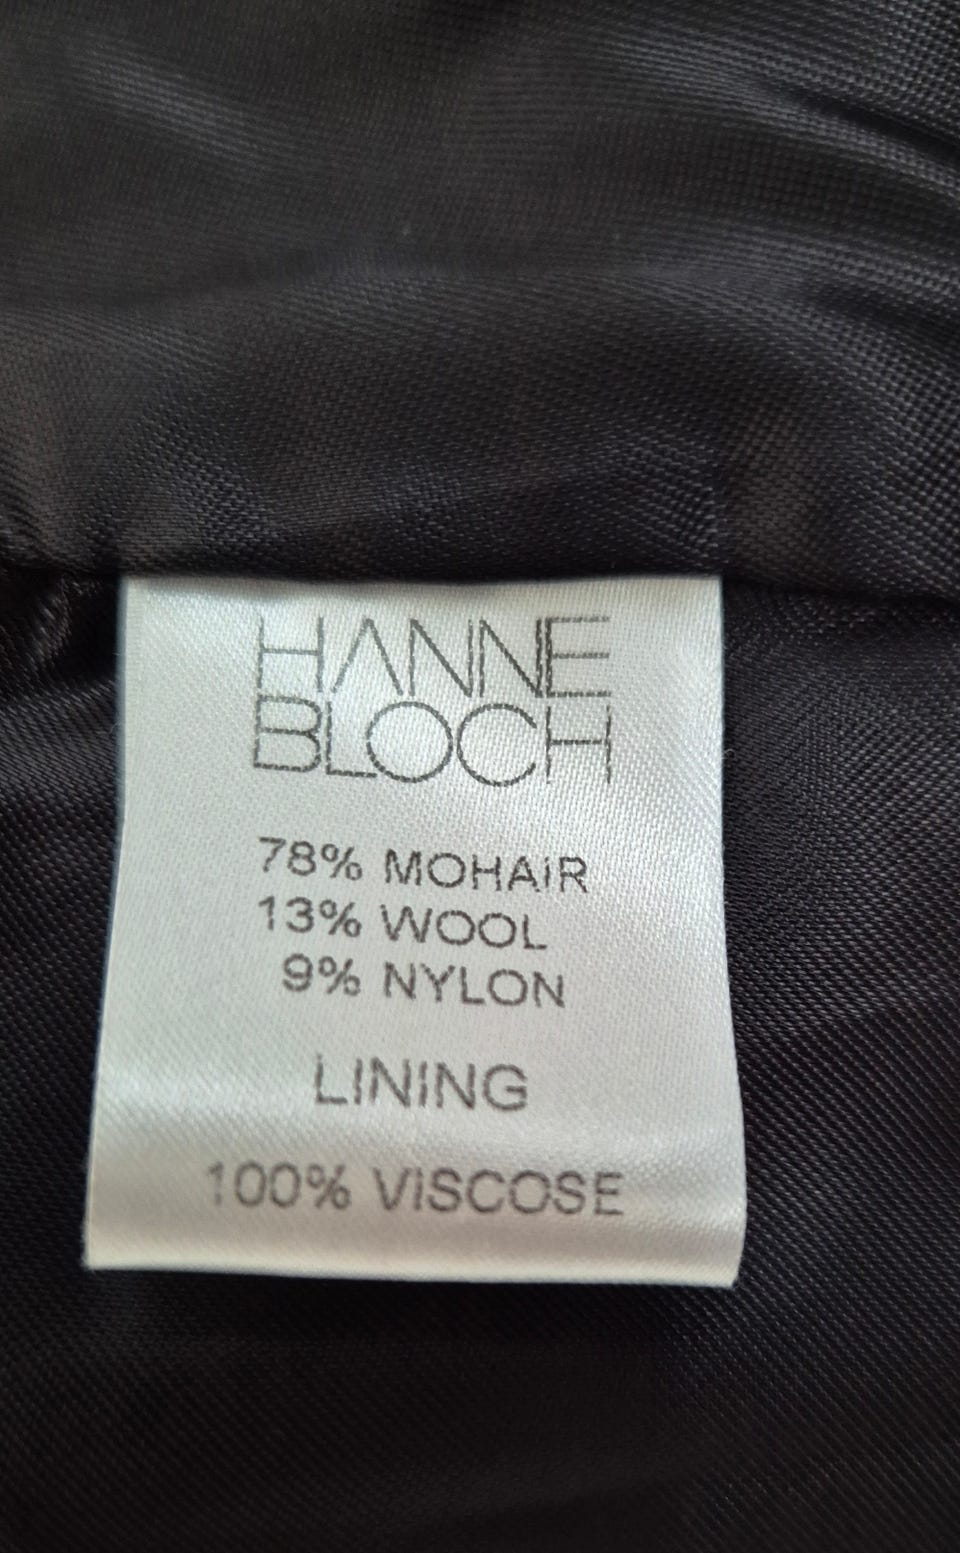 HANNE
BLOCH
78% MOHAIR
13% WOOL
9% NYLON
LINING
100% VISCOSE